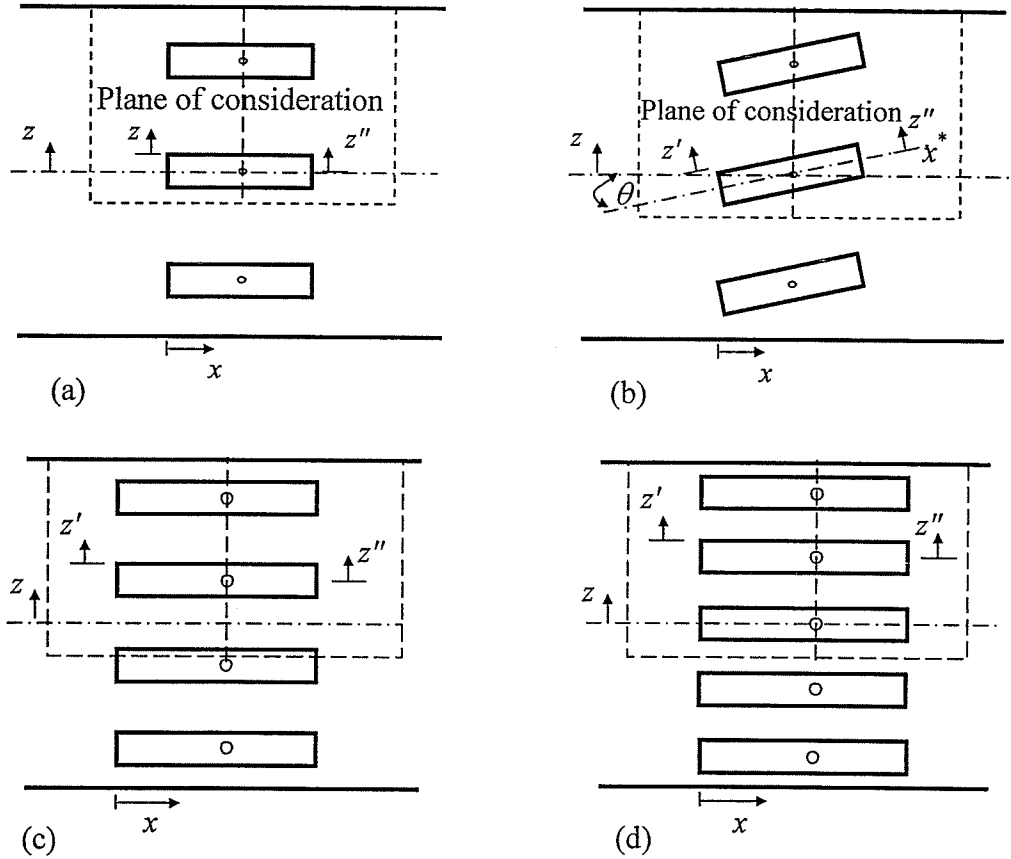 Plane of consideration
z
z
z″
x
(a)
Plane of consideration
z
z′
z″
x*
θ
x
(b)
z′
z″
z
x
(c)
z′
z″
z
x
(d)